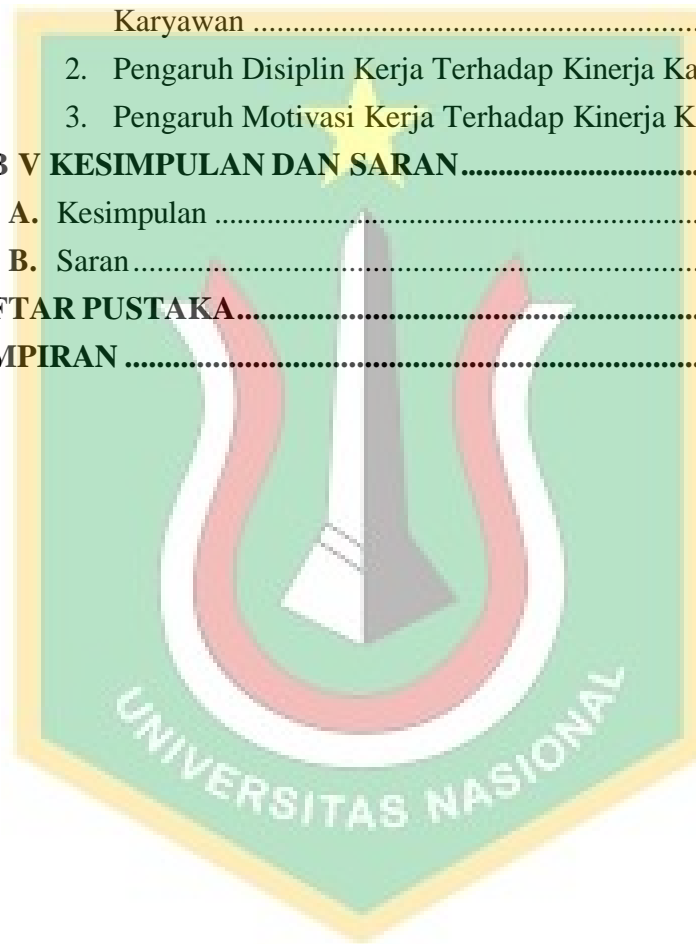 Karyawan ........................................................
2. Pengaruh Disiplin Kerja Terhadap Kinerja Ka
3. Pengaruh Motivasi Kerja Terhadap Kinerja K
B V KESIMPULAN DAN SARAN........................................
A. Kesimpulan ........................................................
B. Saran........................................................
FTAR PUSTAKA........................................................
MPIRAN ........................................................
UNIVERSITAS NASIONAL